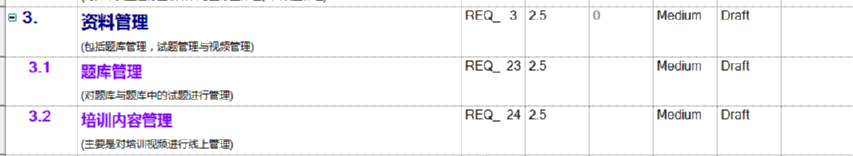 3. 资料管理 REQ_ 3 2.5 0 Medium Draft
(包括题库管理，试题管理与视频管理)
3.1 题库管理 REQ_ 23 2.5 Medium Draft
(对题库与题库中的试题进行管理)
3.2 培训内容管理 REQ_ 24 2.5 Medium Draft
(主要是对培训视频进行线上管理)